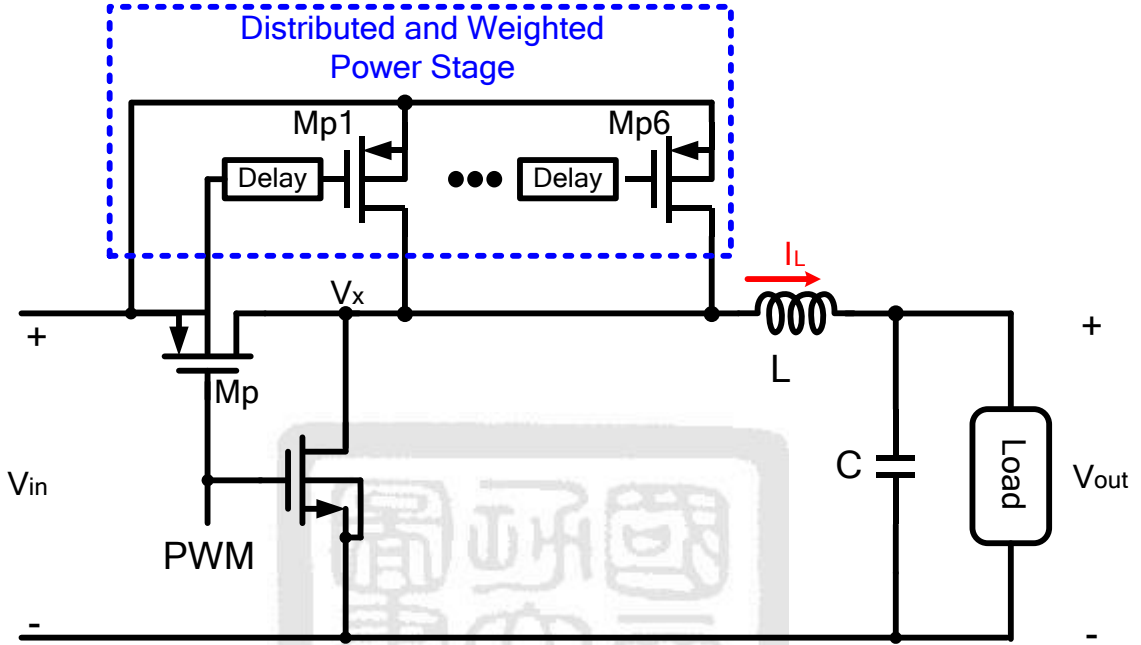 Distributed and Weighted
Power Stage
Mp1
Mp6
Delay
Delay
IL
Vx
+
+
Mp
L
Vin
C
Load
Vout
PWM
-
-